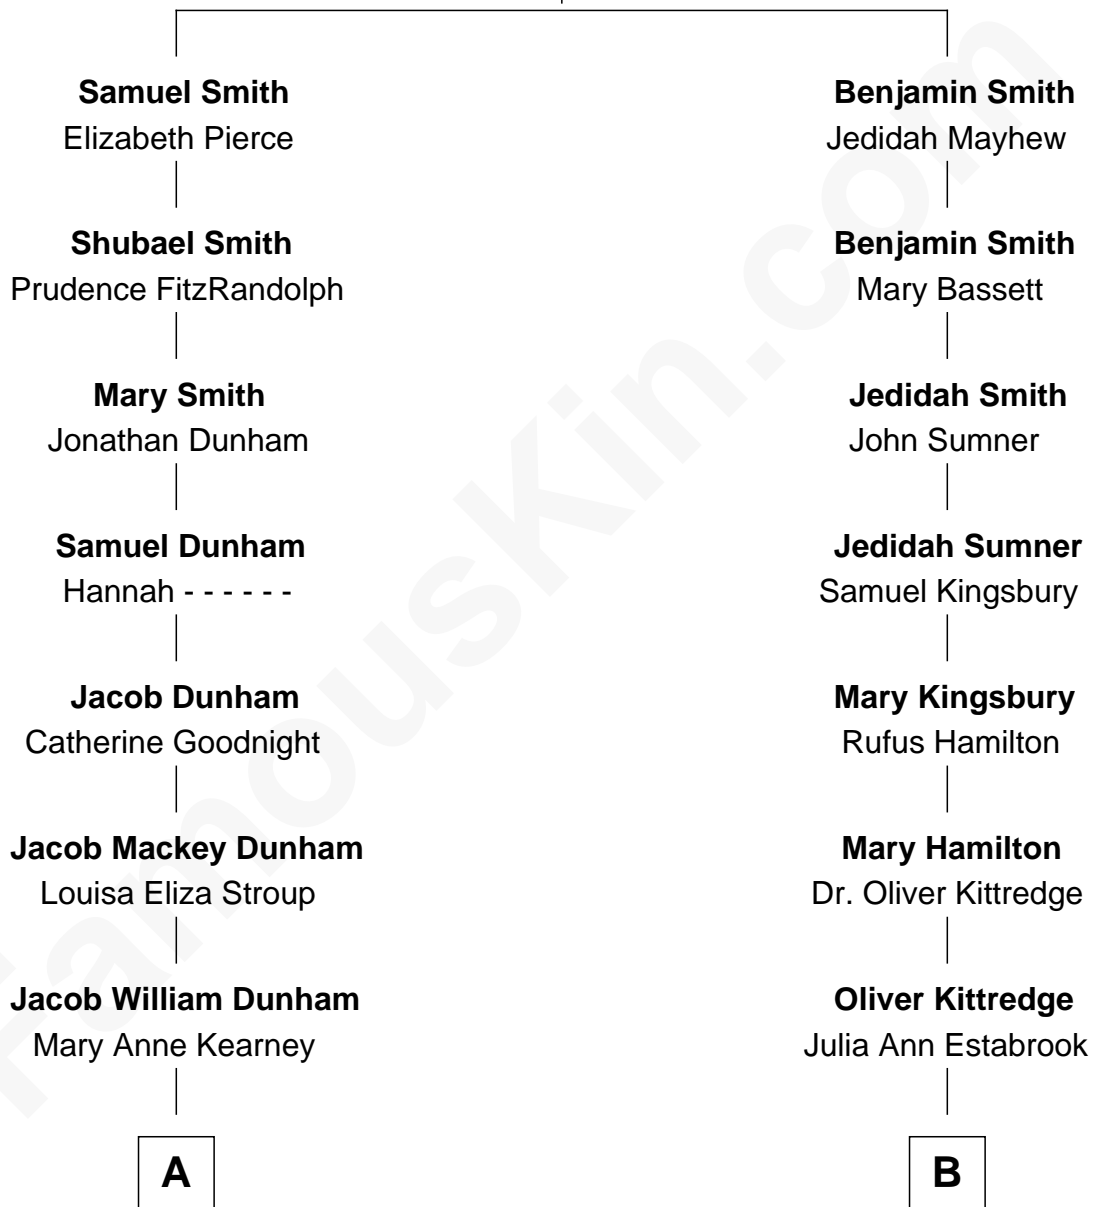 Samuel Smith
Elizabeth Pierce
Shubael Smith
Prudence FitzRandolph
Mary Smith
Jonathan Dunham
Samuel Dunham
Hannah - - - - - -
Jacob Dunham
Catherine Goodnight
Jacob Mackey Dunham
Louisa Eliza Stroup
Jacob William Dunham
Mary Anne Kearney
A
Benjamin Smith
Jedidah Mayhew
Benjamin Smith
Mary Bassett
Jedidah Smith
John Sumner
Jedidah Sumner
Samuel Kingsbury
Mary Kingsbury
Rufus Hamilton
Mary Hamilton
Dr. Oliver Kittredge
Oliver Kittredge
Julia Ann Estabrook
B
FamousKin.com